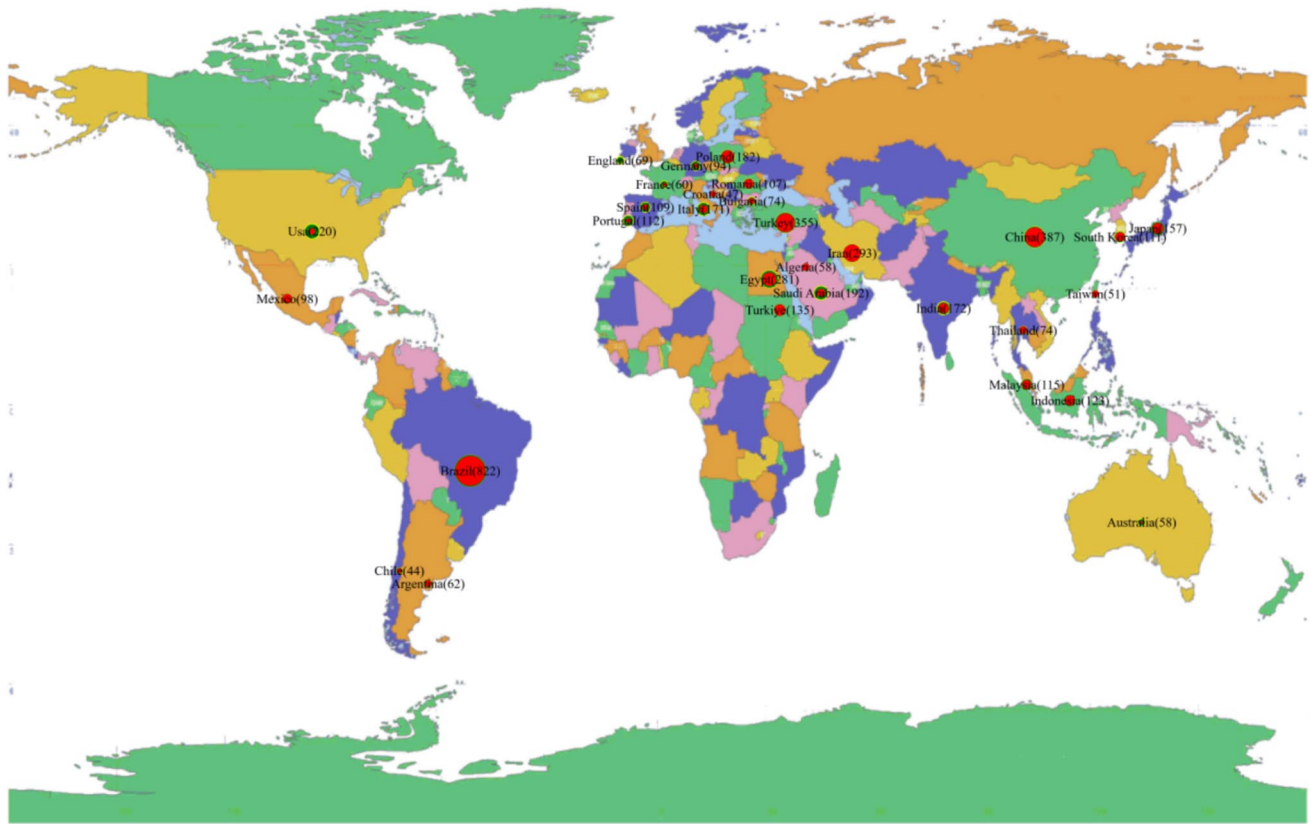 England(69)
Poland(182)
Germany(94)
France(60)
Romania(107)
Croatia(47)
Bulgaria(74)
Spain(109)
Italy(171)
Portugal(112)
Turkey(355)
Usa(220)
China(387)
South Korea(111)
Japan(157)
Iran(293)
Algeria(58)
Egypt(281)
Saudi Arabia(192)
Taiwan(51)
Mexico(98)
Turkiye(135)
India(172)
Thailand(74)
Malaysia(115)
Indonesia(123)
Brazil(822)
Australia(58)
Chile(44)
Argentina(62)